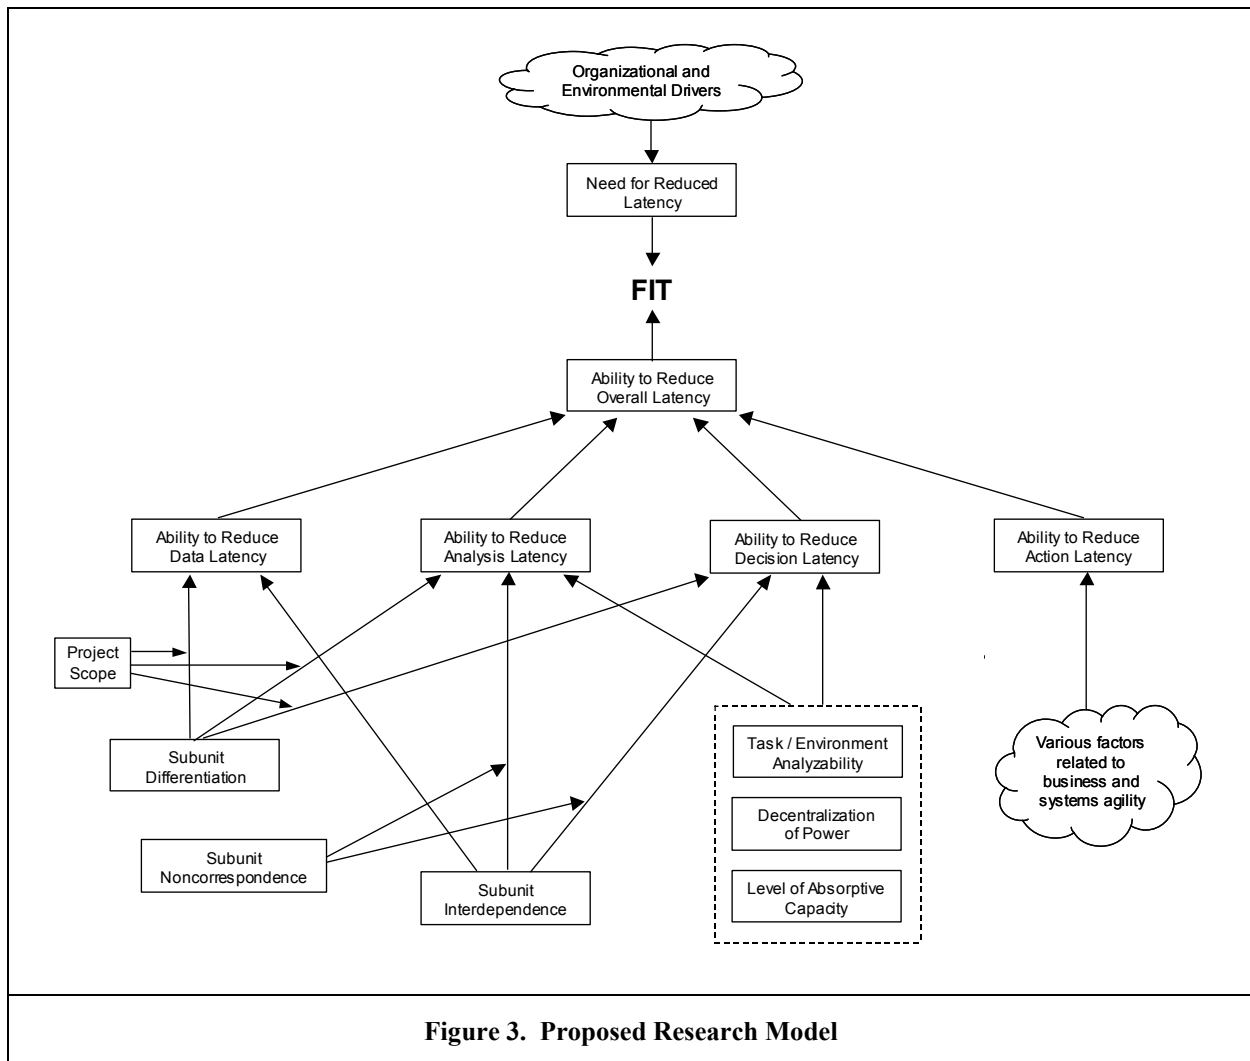 Organizational and
Environmental Drivers
Need for Reduced
Latency
FIT
Ability to Reduce
Overall Latency
Ability to Reduce
Data Latency
Ability to Reduce
Analysis Latency
Ability to Reduce
Decision Latency
Ability to Reduce
Action Latency
Project
Scope
Subunit
Differentiation
Subunit
Noncorrespondence
Subunit
Interdependence
Task / Environment
Analyzability
Decentralization
of Power
Level of Absorptive
Capacity
Various factors
related to
business and
systems agility
Figure 3. Proposed Research Model